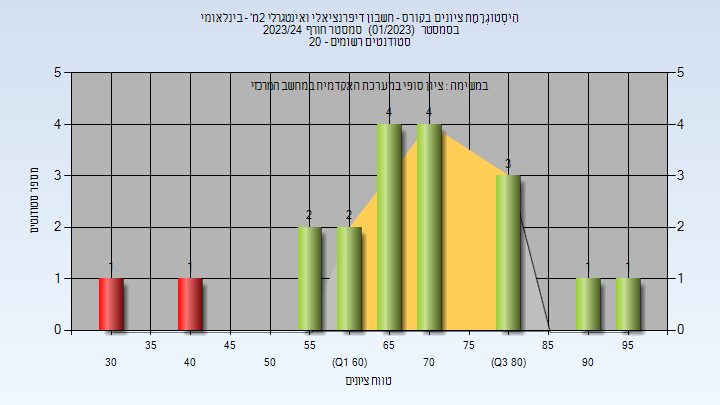 היסטוגרמת ציונים בקורס - חשבון דיפרנציאלי ואינטגרלי 2מ' - בינלאומי
בסמסטר (01/2023) סמסטר חורף 2023/24
סטודנטים רשומים - 20
במשימה : ציון סופי במערכת האקדמית במחשב המרכזי
5 5
4 4
3 3
2 2
1 1
0 0
1 1 2 2 4 4 3 1 1
מספר סטודנטים
35 45 55 65 75 85 95
30 40 50 (Q1 60) 70 (Q3 80) 90
טווח ציונים